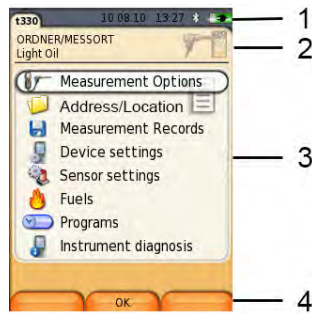 t330 10.08.10 13:27
1
ORDNER/MESSORT
Light Oil
2
Measurement Options
Address/Location
Measurement Records
Device settings
3
Sensor settings
Fuels
Programs
Instrument diagnosis
OK
4